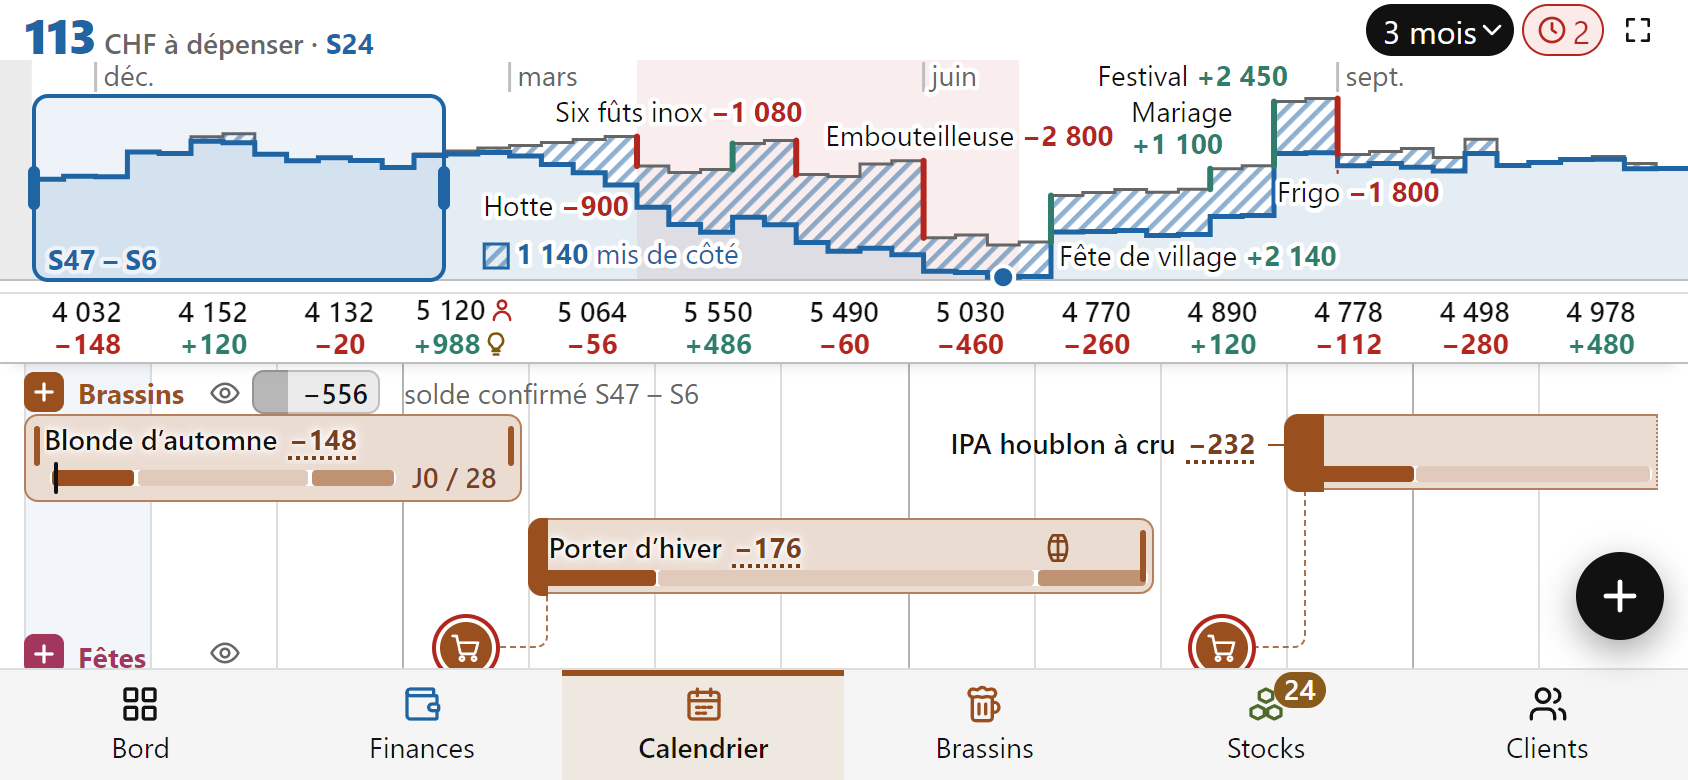 113 CHF à dépenser · S24
3 mois
2
déc.
mars
juin
sept.
Festival +2 450
Six fûts inox −1 080
Mariage
+1 100
Embouteilleuse −2 800
Hotte −900
Frigo −1 800
1 140 mis de côté
Fête de village +2 140
S47 – S6
4 032 4 152 4 132 5 120 5 064 5 550 5 490 5 030 4 770 4 890 4 778 4 498 4 978
−148 +120 −20 +988 −56 +486 −60 −460 −260 +120 −112 −280 +480
Brassins −556 solde confirmé S47 – S6
Blonde d’automne −148
J0 / 28
IPA houblon à cru −232
Porter d’hiver −176
Fêtes
24
Bord Finances Calendrier Brassins Stocks Clients